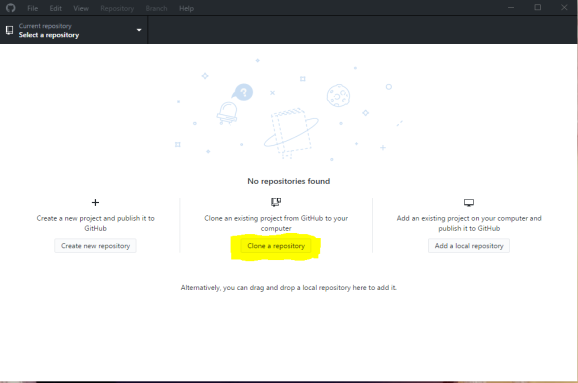 File Edit View Repository Branch Help
Current repository
Select a repository
?
No repositories found
Create a new project and publish it to
GitHub
Create new repository
Clone an existing project from GitHub to your
computer
Clone a repository
Add an existing project on your computer and
publish it to GitHub
Add a local repository
Alternatively, you can drag and drop a local repository here to add it.